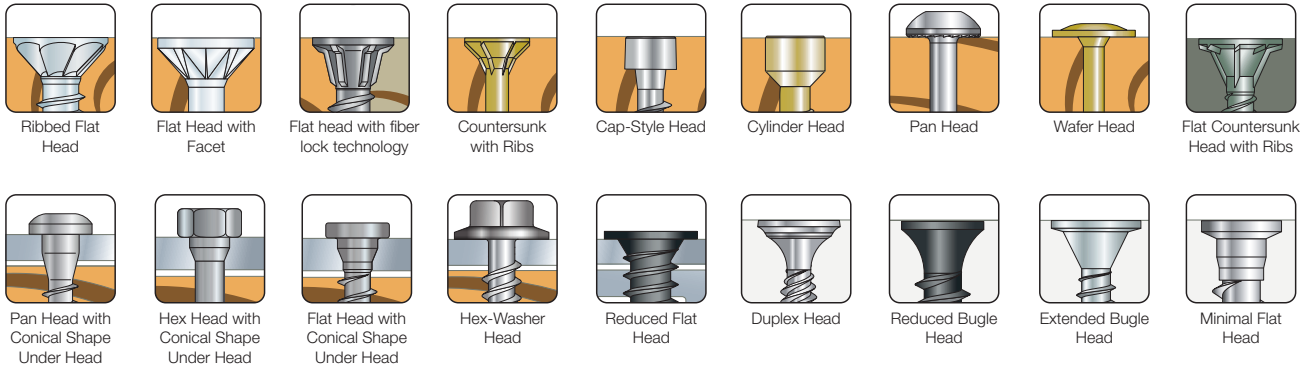 Ribbed Flat
Head
Flat Head with
Facet
Flat head with fiber
lock technology
Countersunk
with Ribs
Cap-Style Head
Cylinder Head
Pan Head
Wafer Head
Flat Countersunk
Head with Ribs
Pan Head with
Conical Shape
Under Head
Hex Head with
Conical Shape
Under Head
Flat Head with
Conical Shape
Under Head
Hex-Washer
Head
Reduced Flat
Head
Duplex Head
Reduced Bugle
Head
Extended Bugle
Head
Minimal Flat
Head